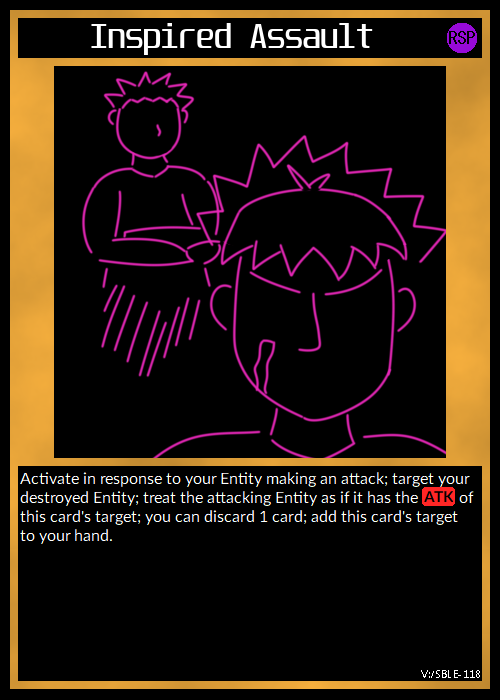 Inspired Assault
RSP
Activate in response to your Entity making an attack; target your
destroyed Entity; treat the attacking Entity as if it has the ATK of
this card's target; you can discard 1 card; add this card's target
to your hand.
V:/SBLE-118